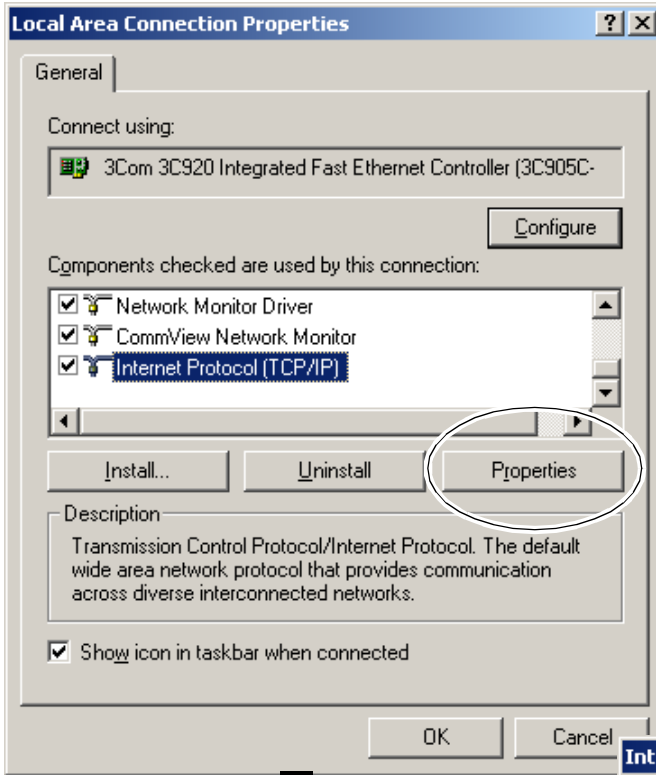 Local Area Connection Properties
General
Connect using:
3Com 3C920 Integrated Fast Ethernet Controller (3C905C-
Configure
Components checked are used by this connection:
Network Monitor Driver
CommView Network Monitor
Internet Protocol (TCP/IP)
Install... Uninstall Properties
Description
Transmission Control Protocol/Internet Protocol. The default
wide area network protocol that provides communication
across diverse interconnected networks.
Show icon in taskbar when connected
OK Cancel
Int